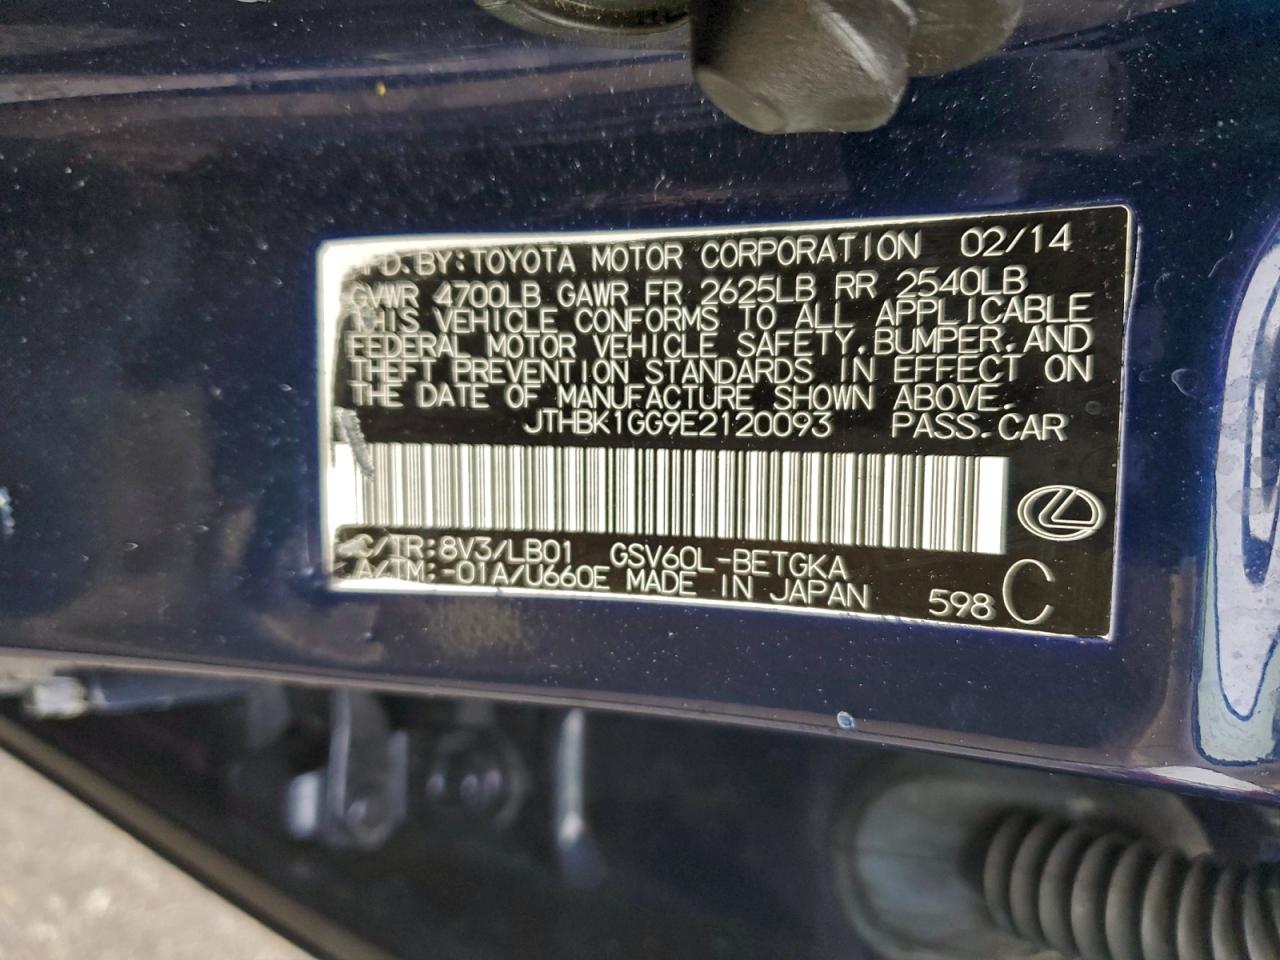 MFD. BY: TOYOTA MOTOR CORPORATION 02/14
GVWR 4700LB GAWR FR 2625LB RR 2540LB
THIS VEHICLE CONFORMS TO ALL APPLICABLE
FEDERAL MOTOR VEHICLE SAFETY, BUMPER, AND
THEFT PREVENTION STANDARDS IN EFFECT ON
THE DATE OF MANUFACTURE SHOWN ABOVE.
JTHBK1GG9E2120093 PASS. CAR
C/TR: 8V3/LB01 GSV60L-BETGKA
A/TM: -01A/U660E MADE IN JAPAN 598 C